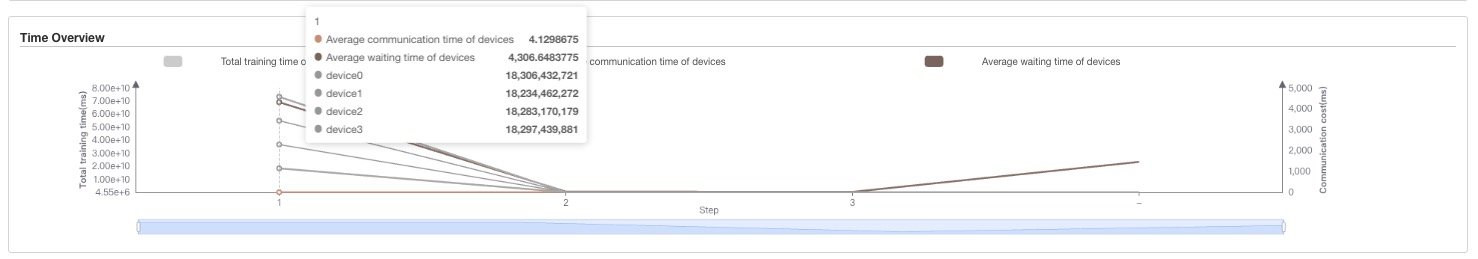 Time Overview
1
Average communication time of devices 4.1298675
Average waiting time of devices 4,306.6483775
device0 18,306,432,721
device1 18,234,462,272
device2 18,283,170,179
device3 18,297,439,881
Total training time o
communication time of devices
Average waiting time of devices
Total training time(ms)
8.00e+10
7.00e+10
6.00e+10
5.00e+10
4.00e+10
3.00e+10
2.00e+10
1.00e+10
4.55e+6
5,000
4,000
3,000
2,000
1,000
0
Communication cost(ms)
1 2 3 –
Step